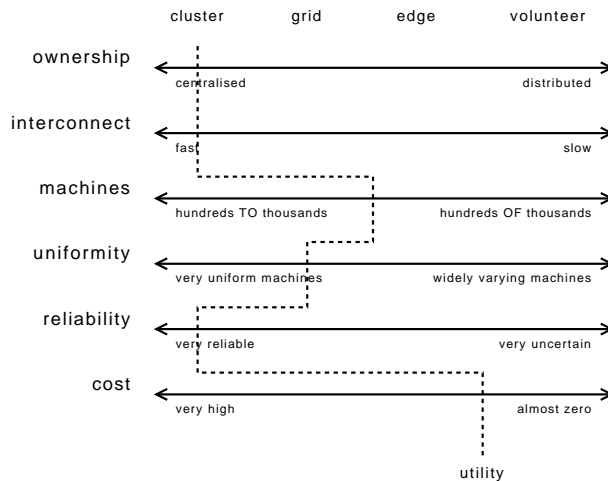 cluster grid edge volunteer
ownership
centralised distributed
interconnect
fast slow
machines
hundreds TO thousands hundreds OF thousands
uniformity
very uniform machines widely varying machines
reliability
very reliable very uncertain
cost
very high almost zero
utility